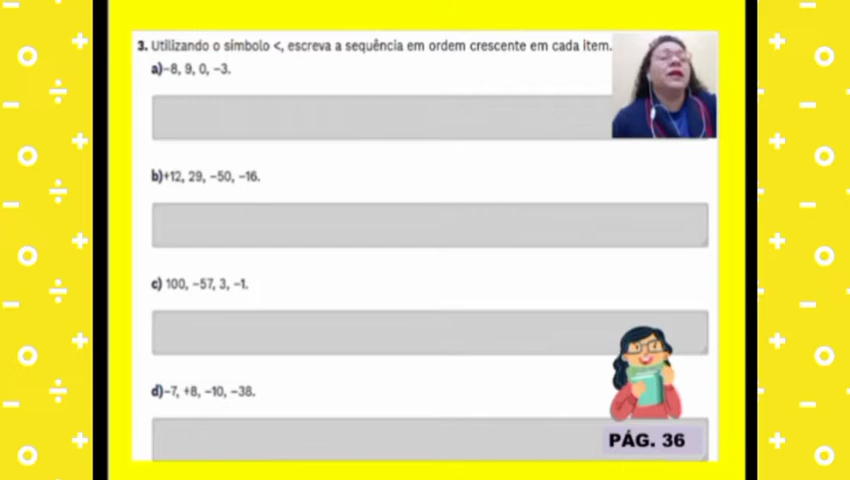 3. Utilizando o símbolo <, escreva a sequência em ordem crescente em cada item.
a)–8, 9, 0, –3.
b)+12, 29, –50, –16.
c) 100, –57, 3, –1.
d)–7, +8, –10, –38.
PÁG. 36